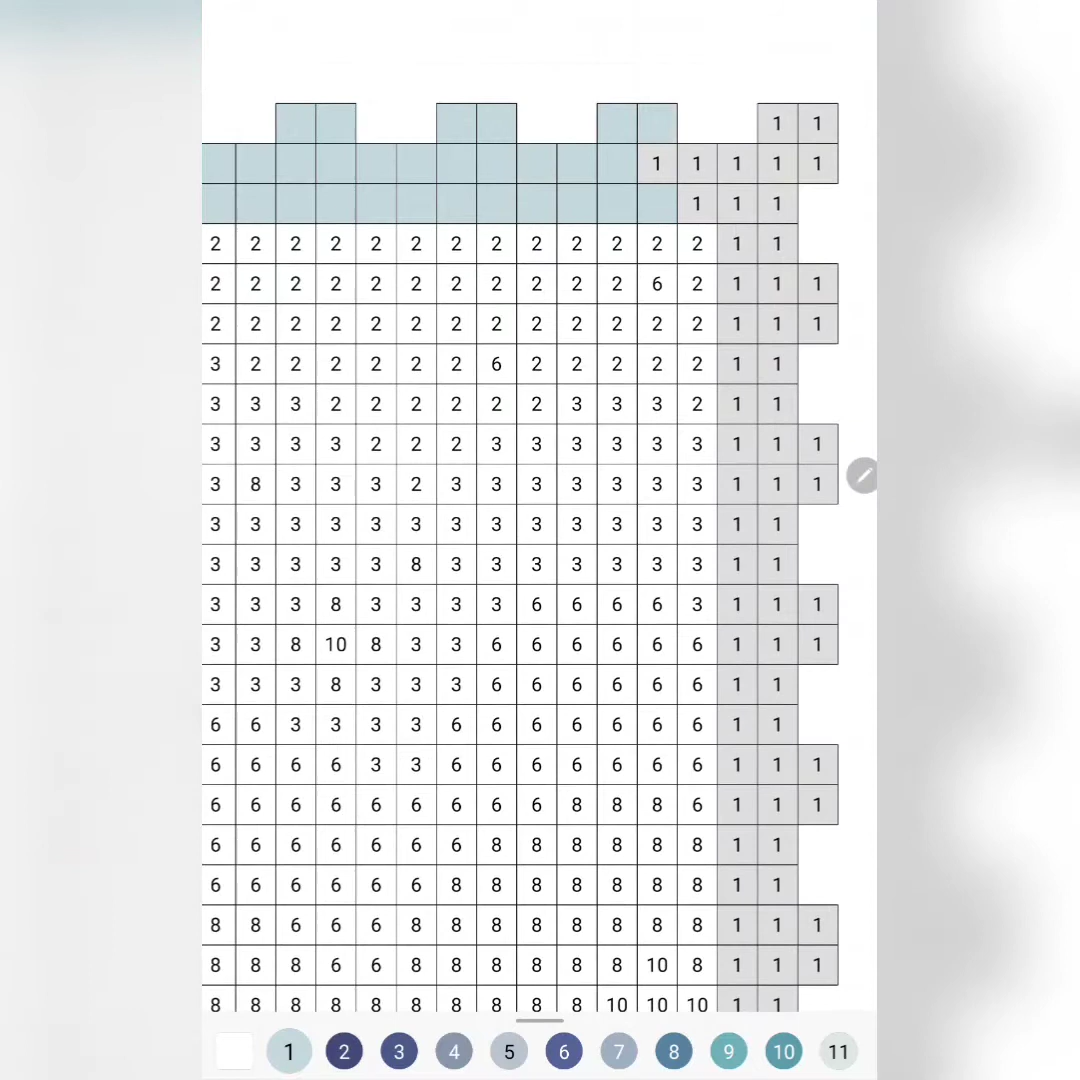 1 1
1 1 1 1 1
1 1 1
2 2 2 2 2 2 2 2 2 2 2 2 2 1 1
2 2 2 2 2 2 2 2 2 2 2 6 2 1 1 1
2 2 2 2 2 2 2 2 2 2 2 2 2 1 1 1
3 2 2 2 2 2 2 6 2 2 2 2 2 1 1
3 3 3 2 2 2 2 2 2 3 3 3 2 1 1
3 3 3 3 2 2 2 3 3 3 3 3 3 1 1 1
3 8 3 3 3 2 3 3 3 3 3 3 3 1 1 1
3 3 3 3 3 3 3 3 3 3 3 3 3 1 1
3 3 3 3 3 8 3 3 3 3 3 3 3 1 1
3 3 3 8 3 3 3 3 6 6 6 6 3 1 1 1
3 3 8 10 8 3 3 6 6 6 6 6 6 1 1 1
3 3 3 8 3 3 3 6 6 6 6 6 6 1 1
6 6 3 3 3 3 6 6 6 6 6 6 6 1 1
6 6 6 6 3 3 6 6 6 6 6 6 6 1 1 1
6 6 6 6 6 6 6 6 6 8 8 8 6 1 1 1
6 6 6 6 6 6 6 8 8 8 8 8 8 1 1
6 6 6 6 6 6 8 8 8 8 8 8 8 1 1
8 8 6 6 6 8 8 8 8 8 8 8 8 1 1 1
8 8 8 6 6 8 8 8 8 8 8 10 8 1 1 1
8 8 8 8 8 8 8 8 8 8 10 10 10 1 1
1 2 3 4 5 6 7 8 9 10 11